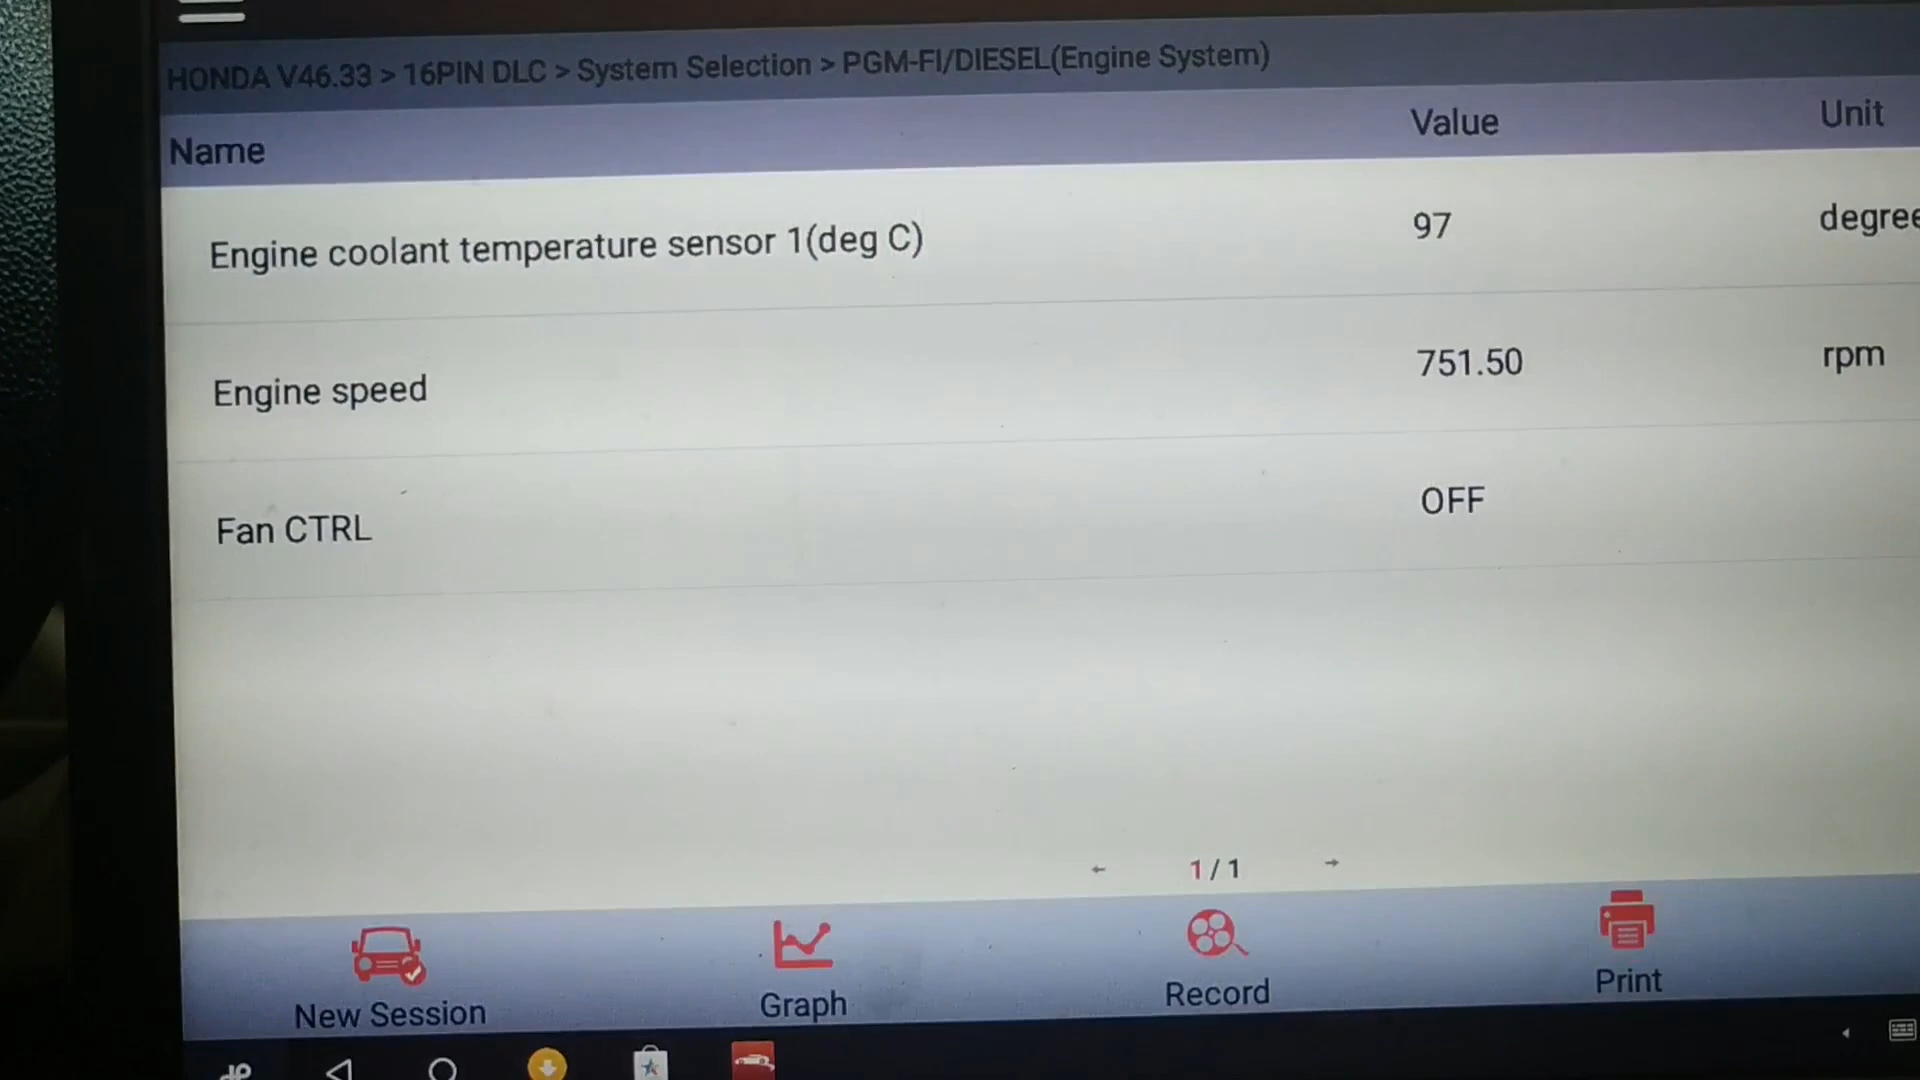 HONDA V46.33 > 16PIN DLC > System Selection > PGM-FI/DIESEL(Engine System)
Name Value Unit
Engine coolant temperature sensor 1(deg C) 97 degree
Engine speed 751.50 rpm
Fan CTRL OFF
1 / 1
New Session Graph Record Print